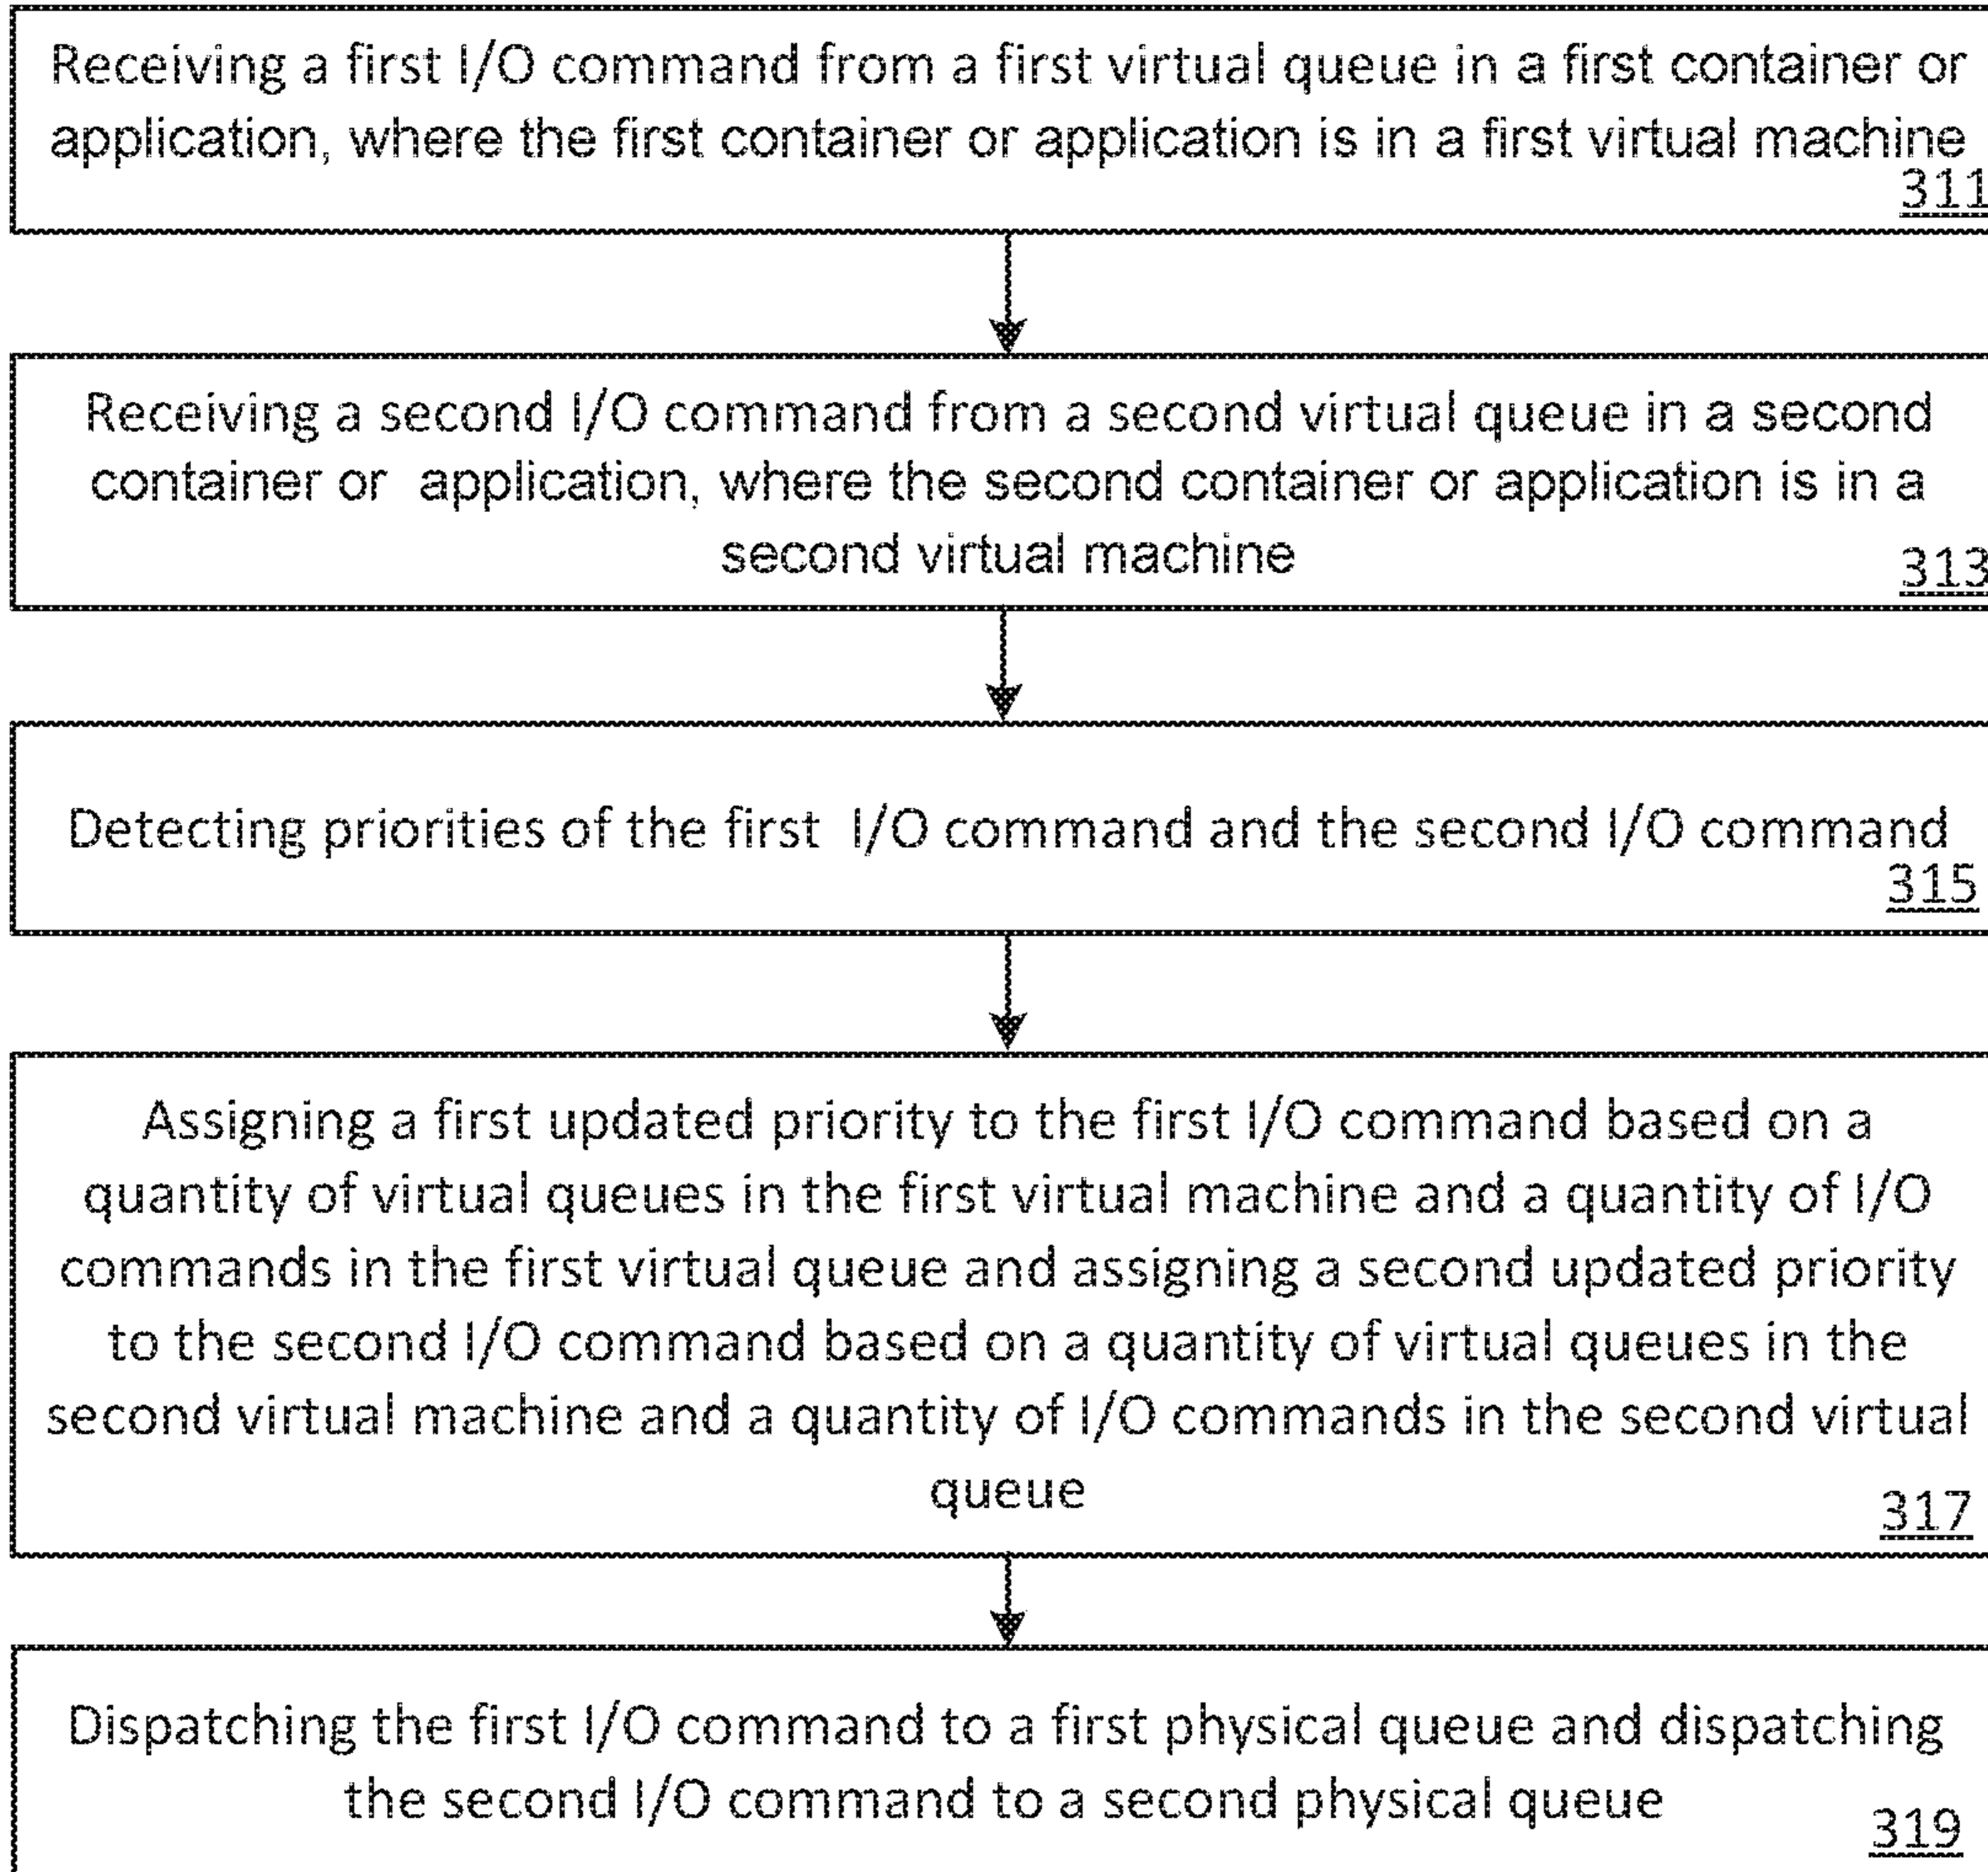 Receiving a first I/O command from a first virtual queue in a first container or
application, where the first container or application is in a first virtual machine
311
Receiving a second I/O command from a second virtual queue in a second
container or application, where the second container or application is in a
second virtual machine
313
Detecting priorities of the first I/O command and the second I/O command
315
Assigning a first updated priority to the first I/O command based on a
quantity of virtual queues in the first virtual machine and a quantity of I/O
commands in the first virtual queue and assigning a second updated priority
to the second I/O command based on a quantity of virtual queues in the
second virtual machine and a quantity of I/O commands in the second virtual
queue
317
Dispatching the first I/O command to a first physical queue and dispatching
the second I/O command to a second physical queue
319